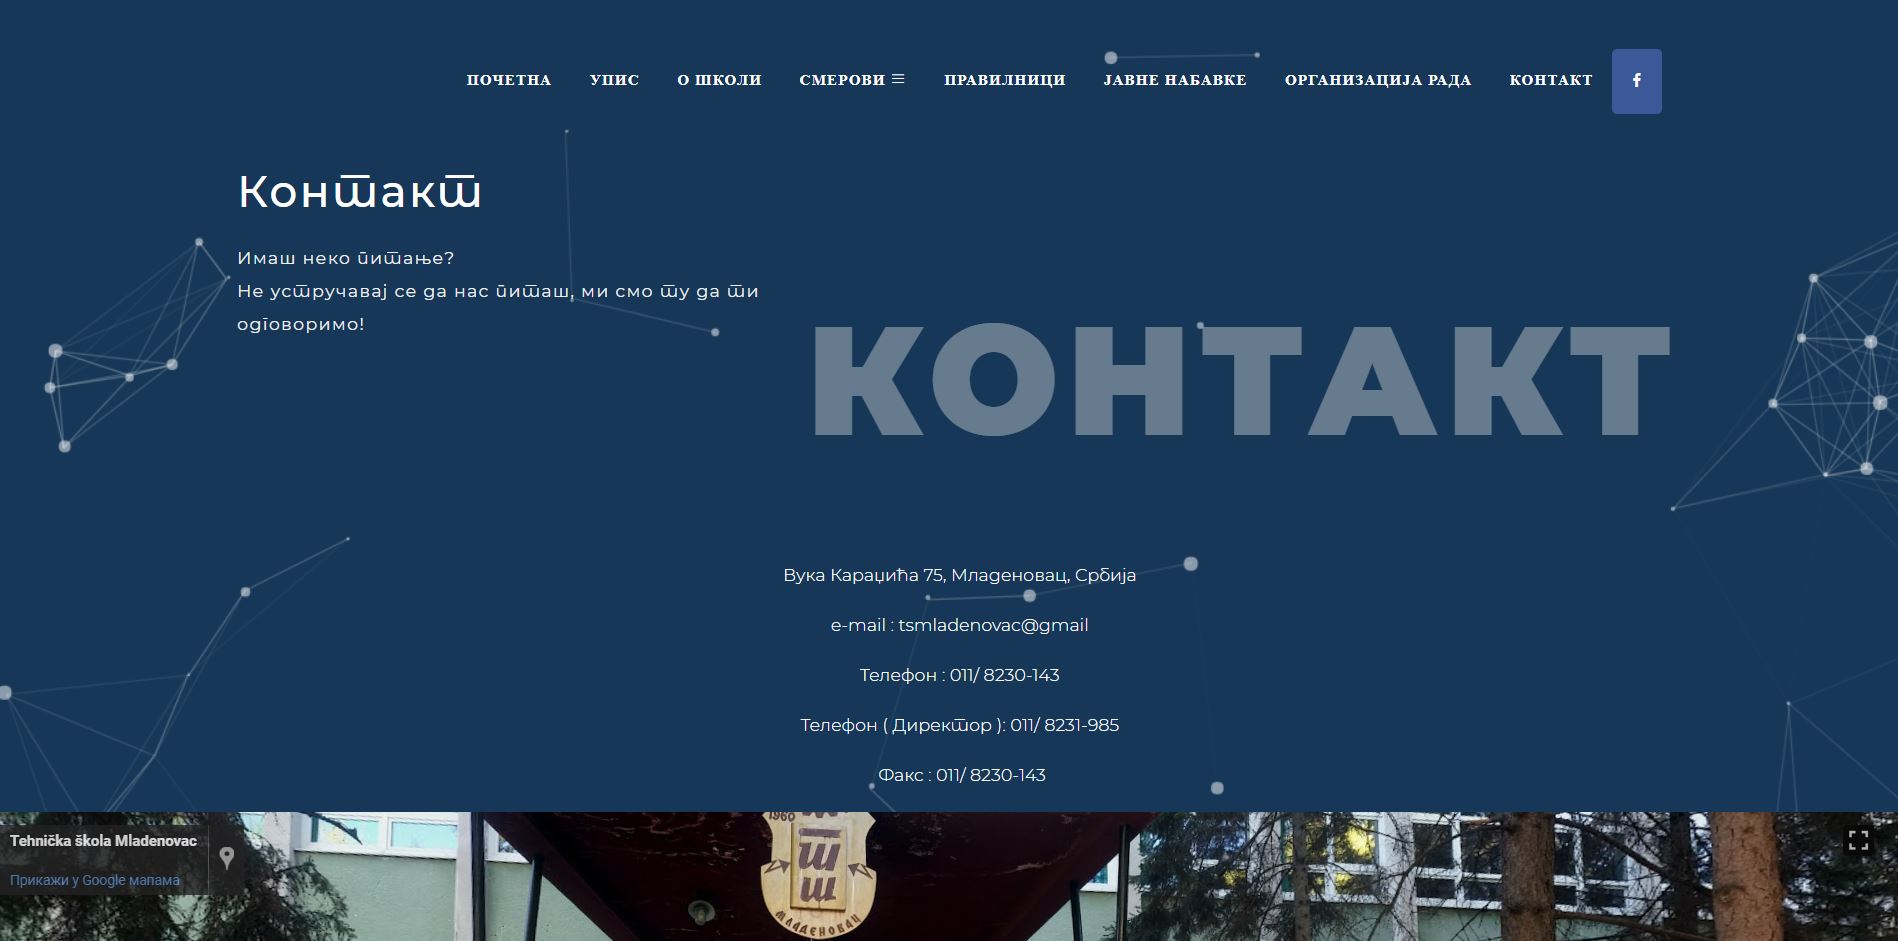 ПОЧЕТНА УПИС О ШКОЛИ СМЕРОВИ ПРАВИЛНИЦИ ЈАВНЕ НАБАВКЕ ОРГАНИЗАЦИЈА РАДА КОНТАКТ
Контакт
Имаш неко питање?
Не устручавај се да нас питаш, ми смо ту да ти
одговоримо!
КОНТАКТ
Вука Караџића 75, Младеновац, Србија
e-mail : tsmladenovac@gmail
Телефон : 011/ 8230-143
Телефон ( Директор ): 011/ 8231-985
Факс : 011/ 8230-143
Tehnička škola Mladenovac
Прикажи у Google мапама
1960
МЛАДЕНОВАЦ